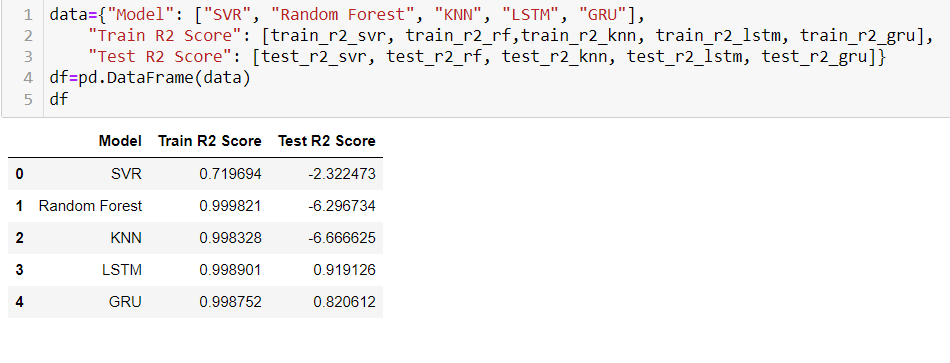 1 data={"Model": ["SVR", "Random Forest", "KNN", "LSTM", "GRU"],
2 "Train R2 Score": [train_r2_svr, train_r2_rf,train_r2_knn, train_r2_lstm, train_r2_gru],
3 "Test R2 Score": [test_r2_svr, test_r2_rf, test_r2_knn, test_r2_lstm, test_r2_gru]}
4 df=pd.DataFrame(data)
5 df
Model Train R2 Score Test R2 Score
0 SVR 0.719694 -2.322473
1 Random Forest 0.999821 -6.296734
2 KNN 0.998328 -6.666625
3 LSTM 0.998901 0.919126
4 GRU 0.998752 0.820612